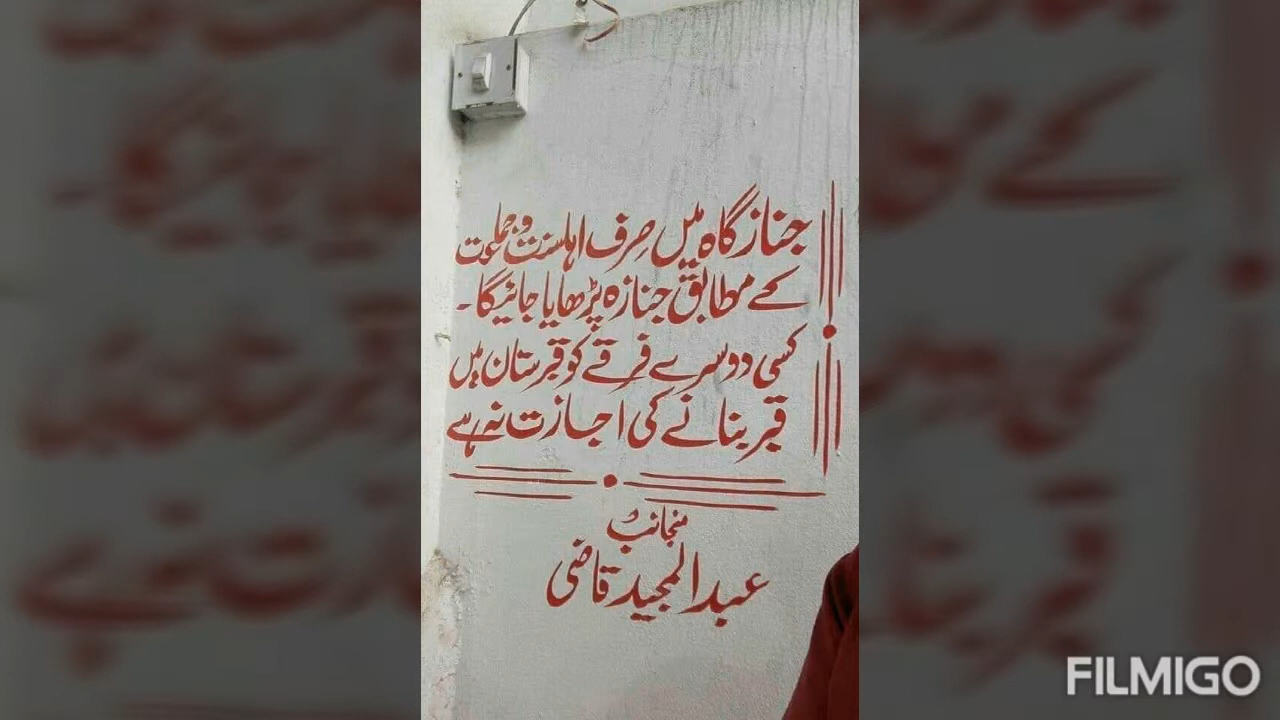 جنازگاہ میں صرف اہلسنت و جماعت
کے مطابق جنازہ پڑھایا جائیگا۔
کسی دوسرے فرقے کو قبرستان میں
قبر بنانے کی اجازت نہ ہے
منجانب
عبدالمجید قاضی
FILMIGO